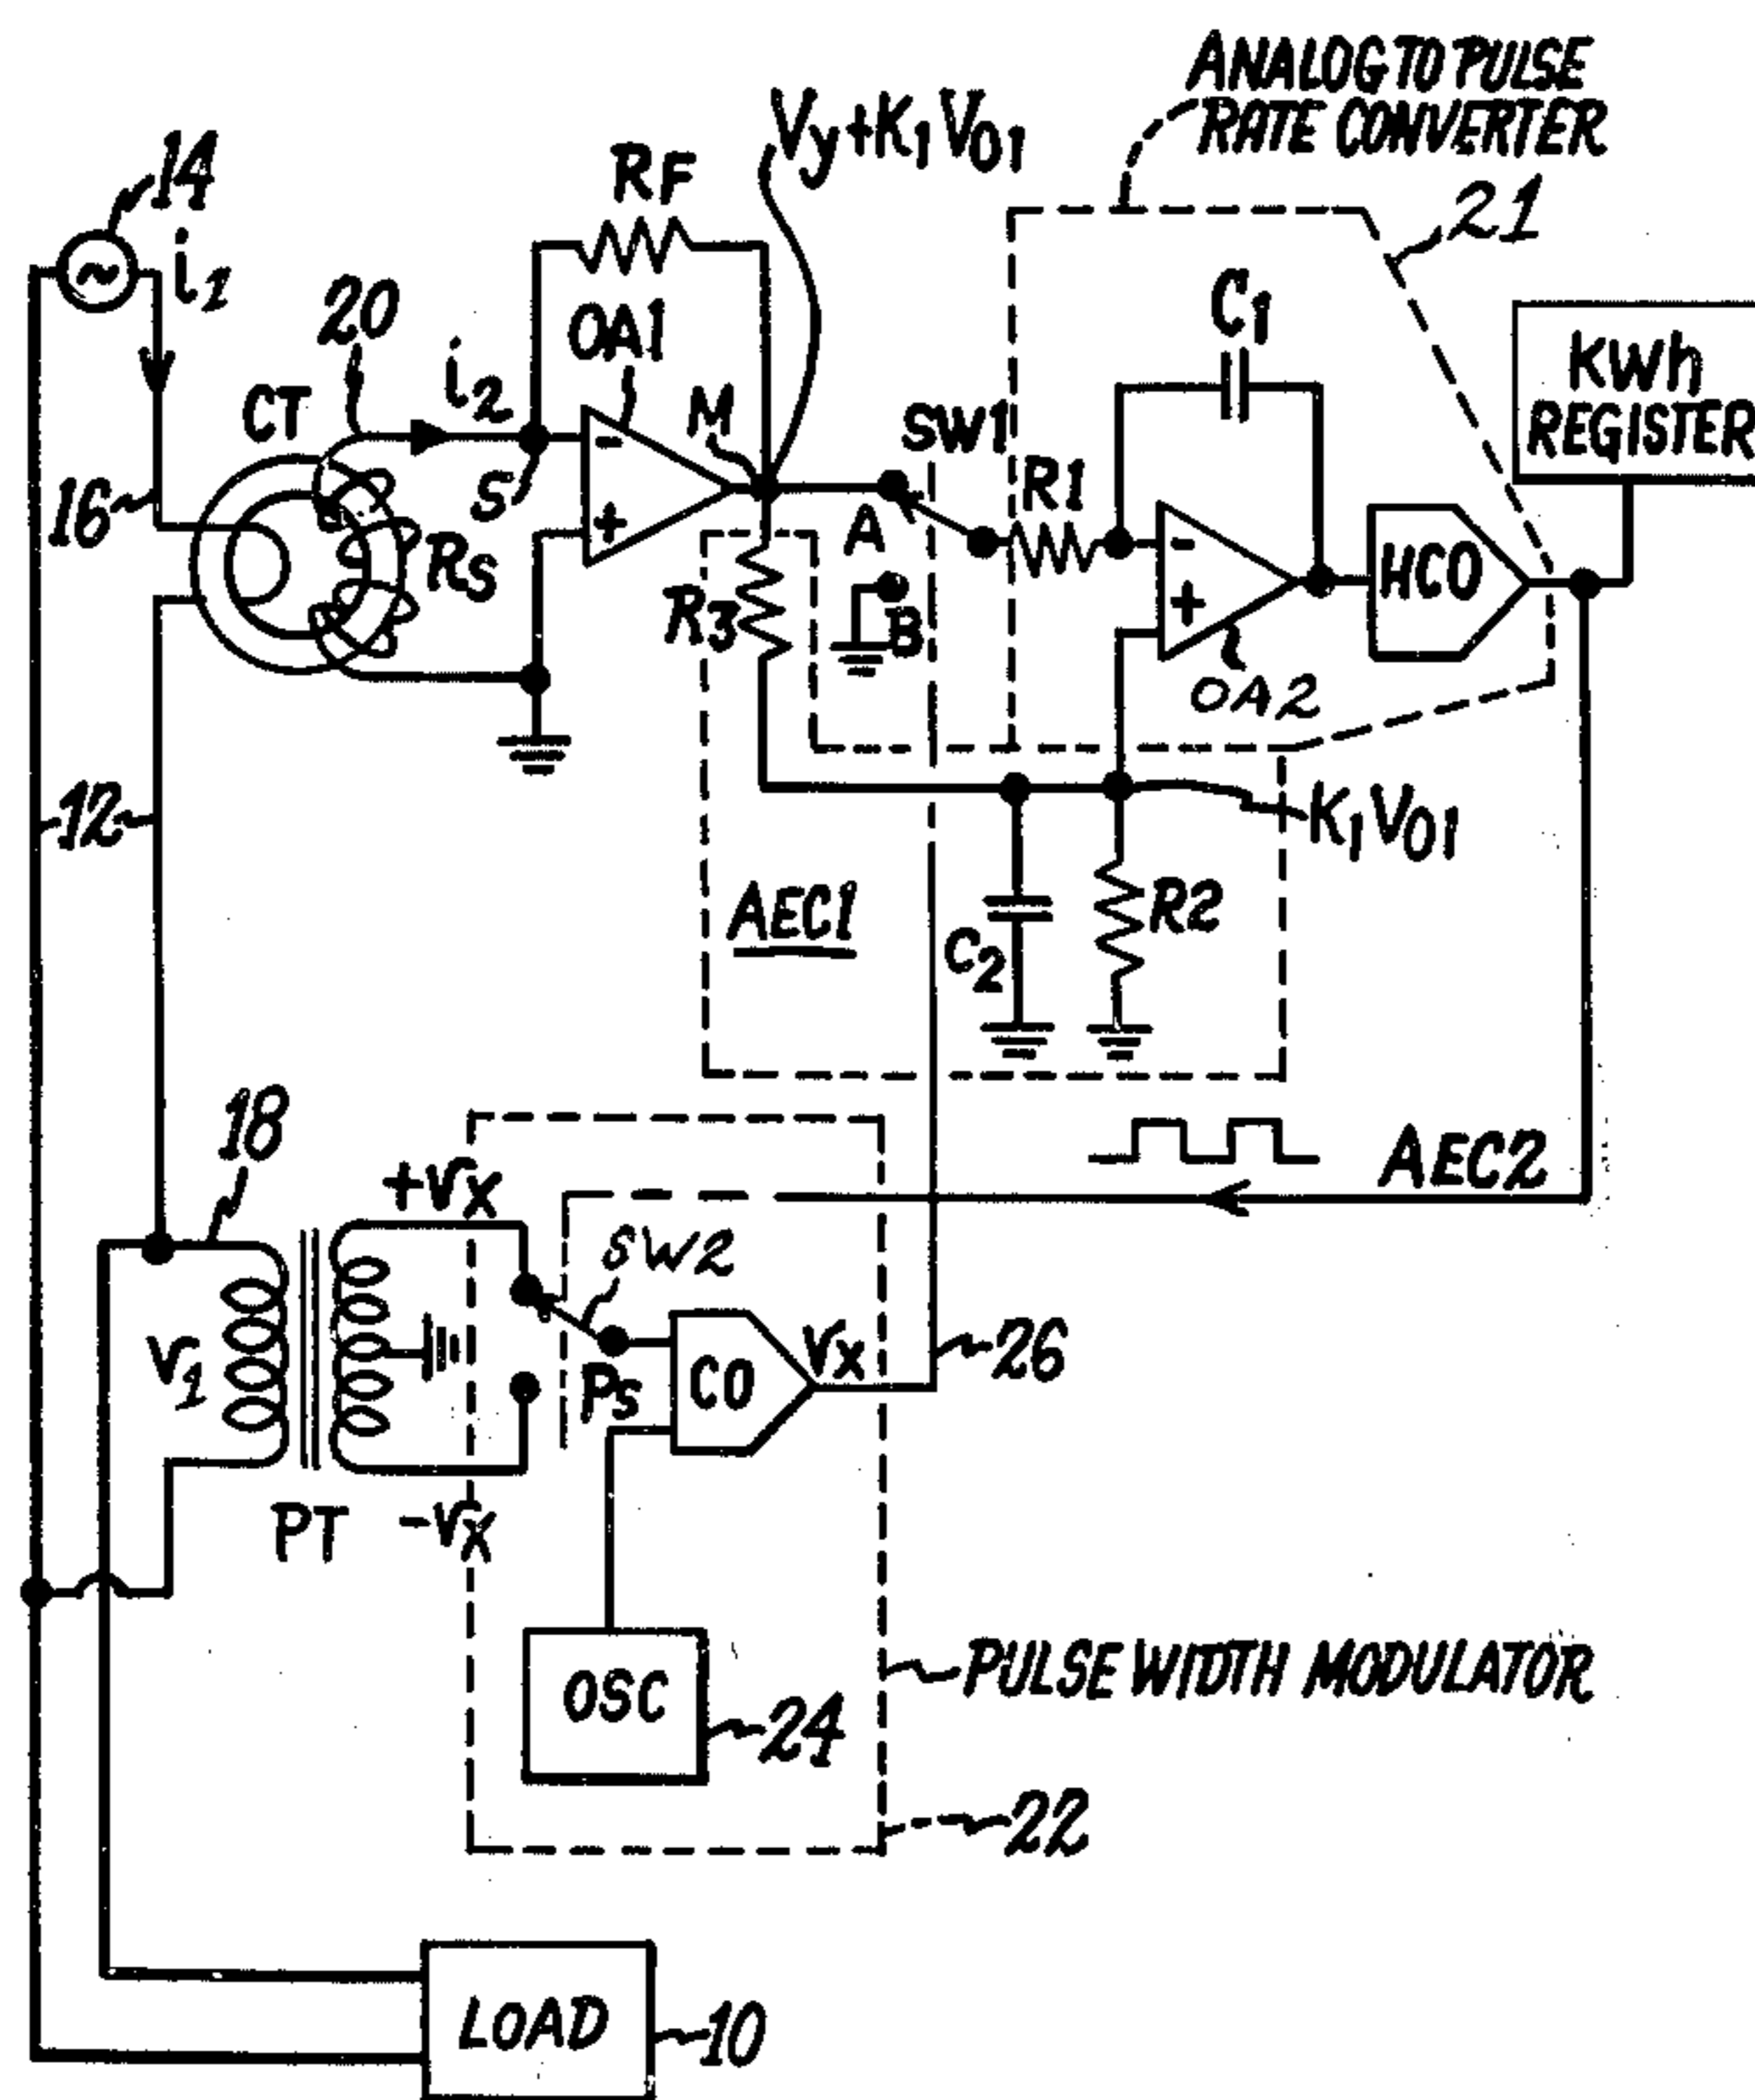 ANALOG TO PULSE
RATE CONVERTER
14
i1
RF
Vy+K1V01
21
20
OA1
C1
KWh
REGISTER
CT
i2
M
SW1
R1
S
-
+
A
16
RS
R3
B
-
+
HCO
OA2
12
K1V01
AEC1
C2
R2
18
+Vx
AEC2
SW2
V1
PS
CO
Vx
26
PT
-Vx
OSC
24
PULSE WIDTH MODULATOR
22
LOAD
10